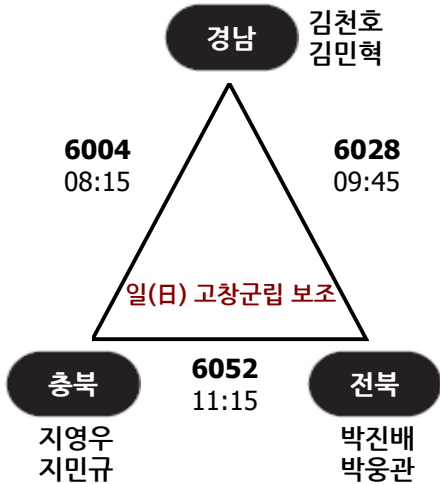 경남
김천호
김민혁
6004
08:15
6028
09:45
일(日) 고창군립 보조
충북
6052
11:15
전북
지영우
지민규
박진배
박웅관